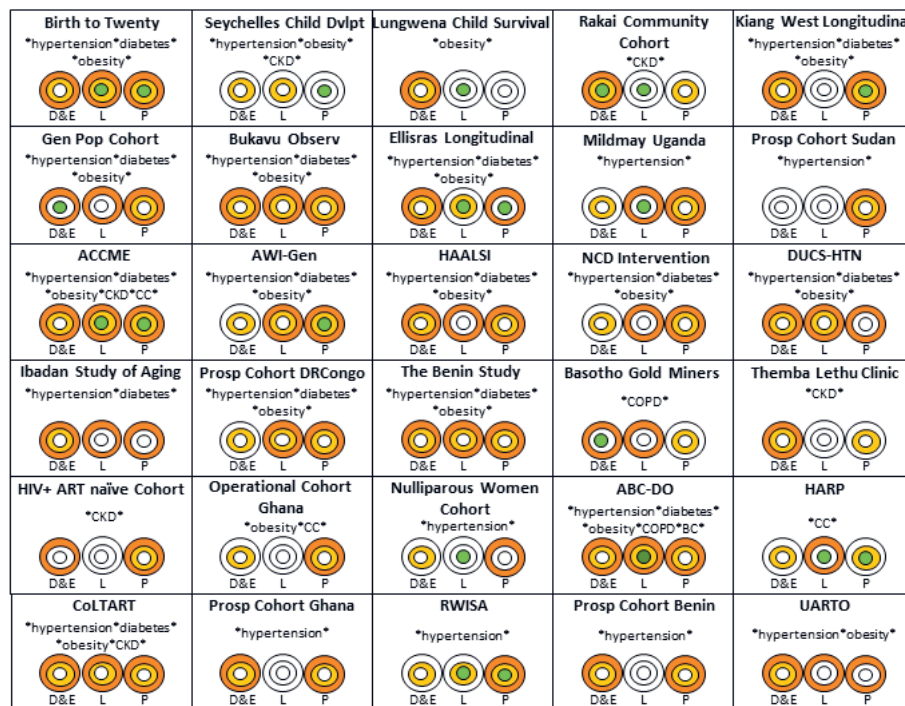 Birth to Twenty
*hypertension*diabetes*
*obesity*
D&E L P
Seychelles Child Dvlpt
*hypertension*obesity*
*CKD*
D&E L P
Lungwena Child Survival
*obesity*
D&E L P
Rakai Community
Cohort
*CKD*
D&E L P
Kiang West Longitudina
*hypertension*diabetes*
*obesity*
D&E L P
Gen Pop Cohort
*hypertension*diabetes*
*obesity*
D&E L P
Bukavu Observ
*hypertension*diabetes*
*obesity*
D&E L P
Ellisras Longitudinal
*hypertension*diabetes*
*obesity*
D&E L P
Mildmay Uganda
*hypertension*
D&E L P
Prosp Cohort Sudan
*hypertension*
D&E L P
ACCME
*hypertension*diabetes*
*obesity*CKD*CC*
D&E L P
AWI-Gen
*hypertension*diabetes*
*obesity*
D&E L P
HAALSI
*hypertension*diabetes*
*obesity*
D&E L P
NCD Intervention
*hypertension*diabetes*
*obesity*
D&E L P
DUCS-HTN
*hypertension*diabetes*
*obesity*
D&E L P
Ibadan Study of Aging
*hypertension*diabetes*
D&E L P
Prosp Cohort DRCongo
*hypertension*diabetes*
*obesity*
D&E L P
The Benin Study
*hypertension*diabetes*
*obesity*
D&E L P
Basotho Gold Miners
*COPD*
D&E L P
Themba Lethu Clinic
*CKD*
D&E L P
HIV+ ART naïve Cohort
*CKD*
D&E L P
Operational Cohort
Ghana
*obesity*CC*
D&E L P
Nulliparous Women
Cohort
*hypertension*
D&E L P
ABC-DO
*hypertension*diabetes*
*obesity*COPD*BC*
D&E L P
HARP
*CC*
D&E L P
CoLTART
*hypertension*diabetes*
*obesity*CKD*
D&E L P
Prosp Cohort Ghana
*hypertension*
D&E L P
RWISA
*hypertension*
D&E L P
Prosp Cohort Benin
*hypertension*
D&E L P
UARTO
*hypertension*obesity*
D&E L P